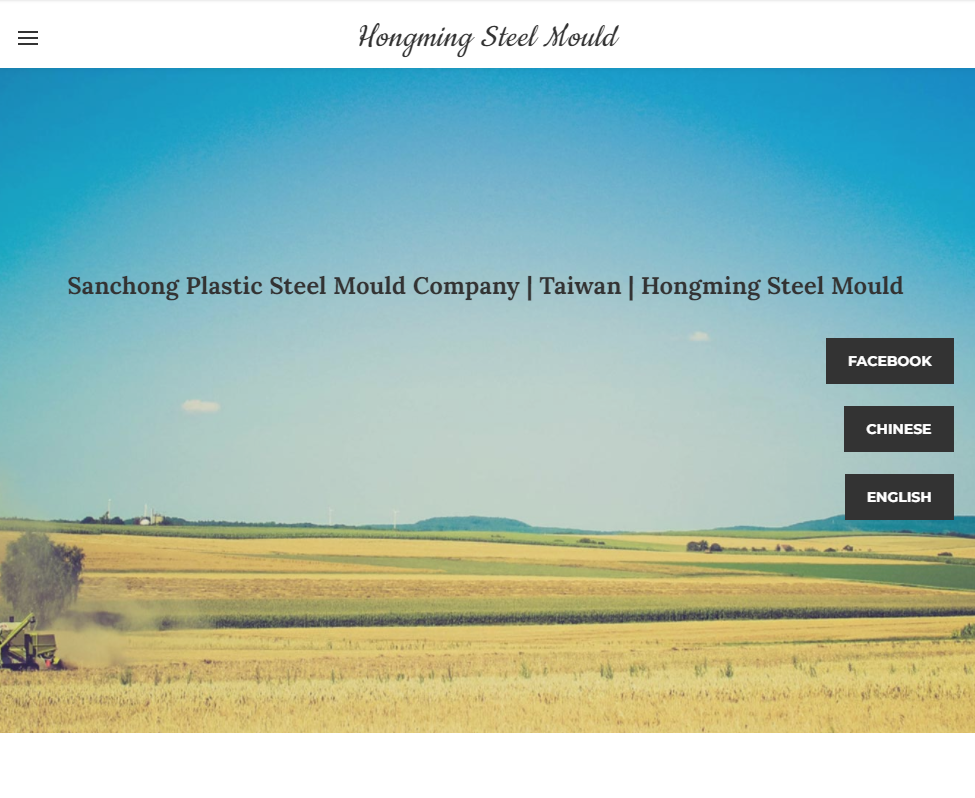 Hongming Steel Mould
Sanchong Plastic Steel Mould Company | Taiwan | Hongming Steel Mould
FACEBOOK
CHINESE
ENGLISH